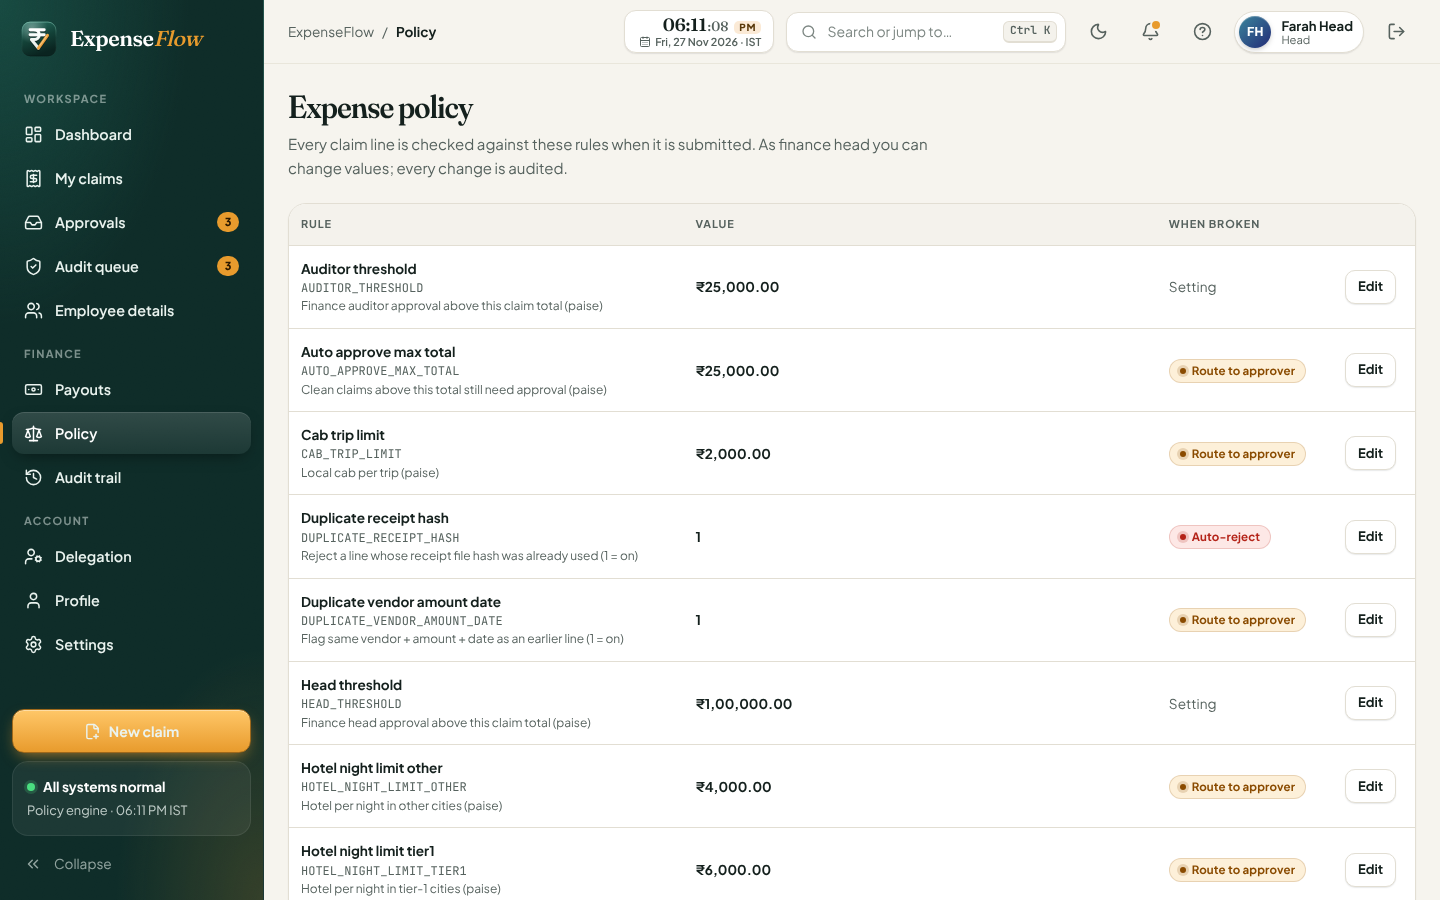 ExpenseFlow
WORKSPACE
Dashboard
My claims
Approvals 3
Audit queue 3
Employee details
FINANCE
Payouts
Policy
Audit trail
ACCOUNT
Delegation
Profile
Settings
New claim
All systems normal
Policy engine · 06:11 PM IST
Collapse
ExpenseFlow / Policy
06:11:08 PM
Fri, 27 Nov 2026 · IST
Search or jump to... Ctrl K
FH
Farah Head
Head
Expense policy
Every claim line is checked against these rules when it is submitted. As finance head you can
change values; every change is audited.
RULE VALUE WHEN BROKEN
Auditor threshold
AUDITOR_THRESHOLD
Finance auditor approval above this claim total (paise)
₹25,000.00 Setting Edit
Auto approve max total
AUTO_APPROVE_MAX_TOTAL
Clean claims above this total still need approval (paise)
₹25,000.00 Route to approver Edit
Cab trip limit
CAB_TRIP_LIMIT
Local cab per trip (paise)
₹2,000.00 Route to approver Edit
Duplicate receipt hash
DUPLICATE_RECEIPT_HASH
Reject a line whose receipt file hash was already used (1 = on)
1 Auto-reject Edit
Duplicate vendor amount date
DUPLICATE_VENDOR_AMOUNT_DATE
Flag same vendor + amount + date as an earlier line (1 = on)
1 Route to approver Edit
Head threshold
HEAD_THRESHOLD
Finance head approval above this claim total (paise)
₹1,00,000.00 Setting Edit
Hotel night limit other
HOTEL_NIGHT_LIMIT_OTHER
Hotel per night in other cities (paise)
₹4,000.00 Route to approver Edit
Hotel night limit tier1
HOTEL_NIGHT_LIMIT_TIER1
Hotel per night in tier-1 cities (paise)
₹6,000.00 Route to approver Edit